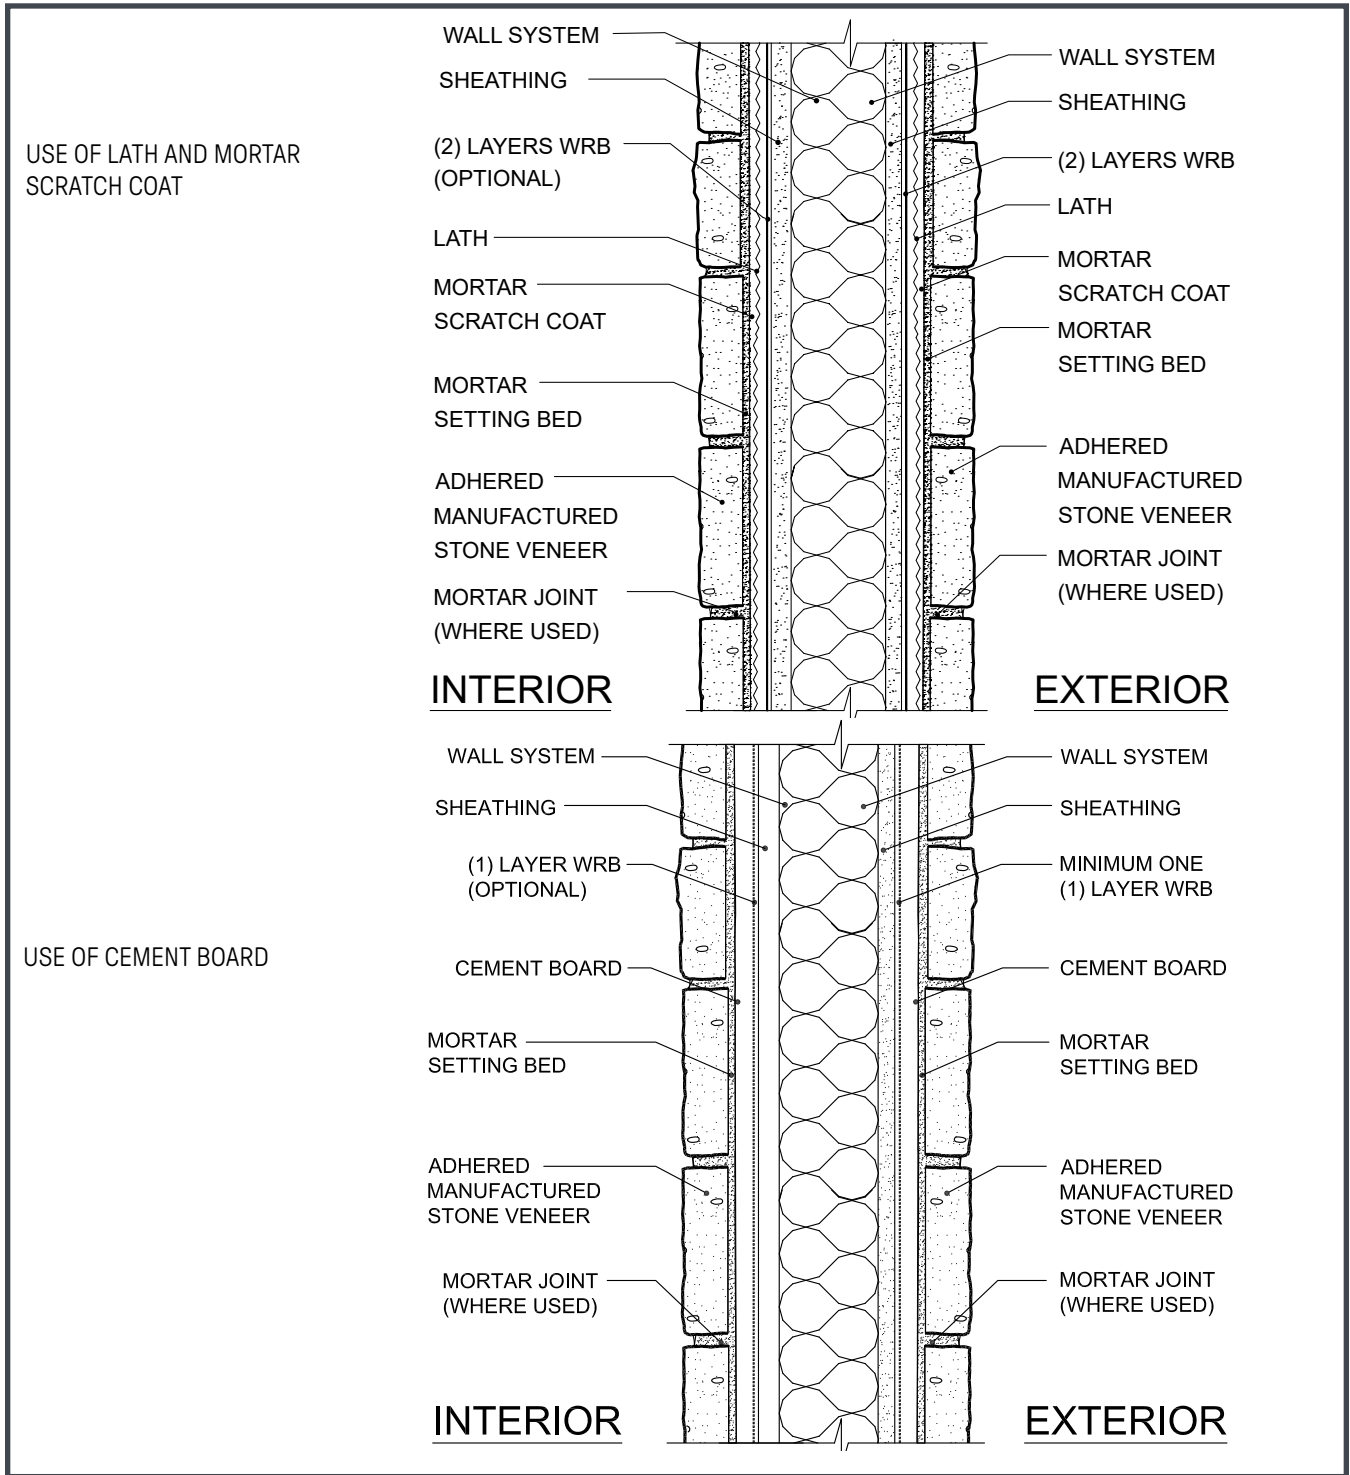 USE OF LATH AND MORTAR
SCRATCH COAT
WALL SYSTEM
SHEATHING
(2) LAYERS WRB
(OPTIONAL)
LATH
MORTAR
SCRATCH COAT
MORTAR
SETTING BED
ADHERED
MANUFACTURED
STONE VENEER
MORTAR JOINT
(WHERE USED)
INTERIOR
WALL SYSTEM
SHEATHING
(2) LAYERS WRB
LATH
MORTAR
SCRATCH COAT
MORTAR
SETTING BED
ADHERED
MANUFACTURED
STONE VENEER
MORTAR JOINT
(WHERE USED)
EXTERIOR
USE OF CEMENT BOARD
WALL SYSTEM
SHEATHING
(1) LAYER WRB
(OPTIONAL)
CEMENT BOARD
MORTAR
SETTING BED
ADHERED
MANUFACTURED
STONE VENEER
MORTAR JOINT
(WHERE USED)
INTERIOR
WALL SYSTEM
SHEATHING
MINIMUM ONE
(1) LAYER WRB
CEMENT BOARD
MORTAR
SETTING BED
ADHERED
MANUFACTURED
STONE VENEER
MORTAR JOINT
(WHERE USED)
EXTERIOR